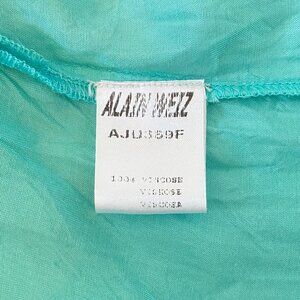 ALAIN WEIZ
AJU359F
100% VISCOSE
VISKOSE
VISCOSA